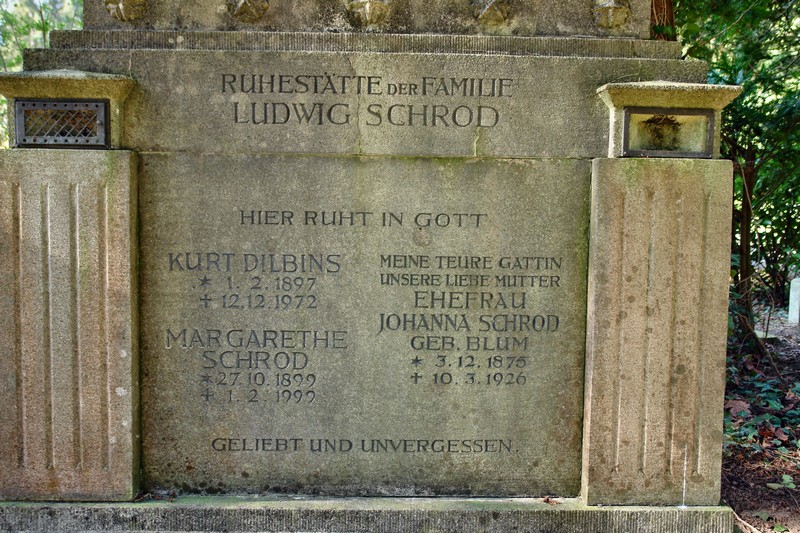 RUHESTÄTTE DER FAMILIE
LUDWIG SCHROD
HIER RUHT IN GOTT
KURT DILBINS
* 1. 2. 1897
† 12.12.1972
MARGARETHE
SCHROD
* 27.10.1899
† 1.2.1999
MEINE TEURE GATTIN
UNSERE LIEBE MUTTER
EHEFRAU
JOHANNA SCHROD
GEB. BLUM
* 3.12.1875
† 10.3.1926
GELIEBT UND UNVERGESSEN.